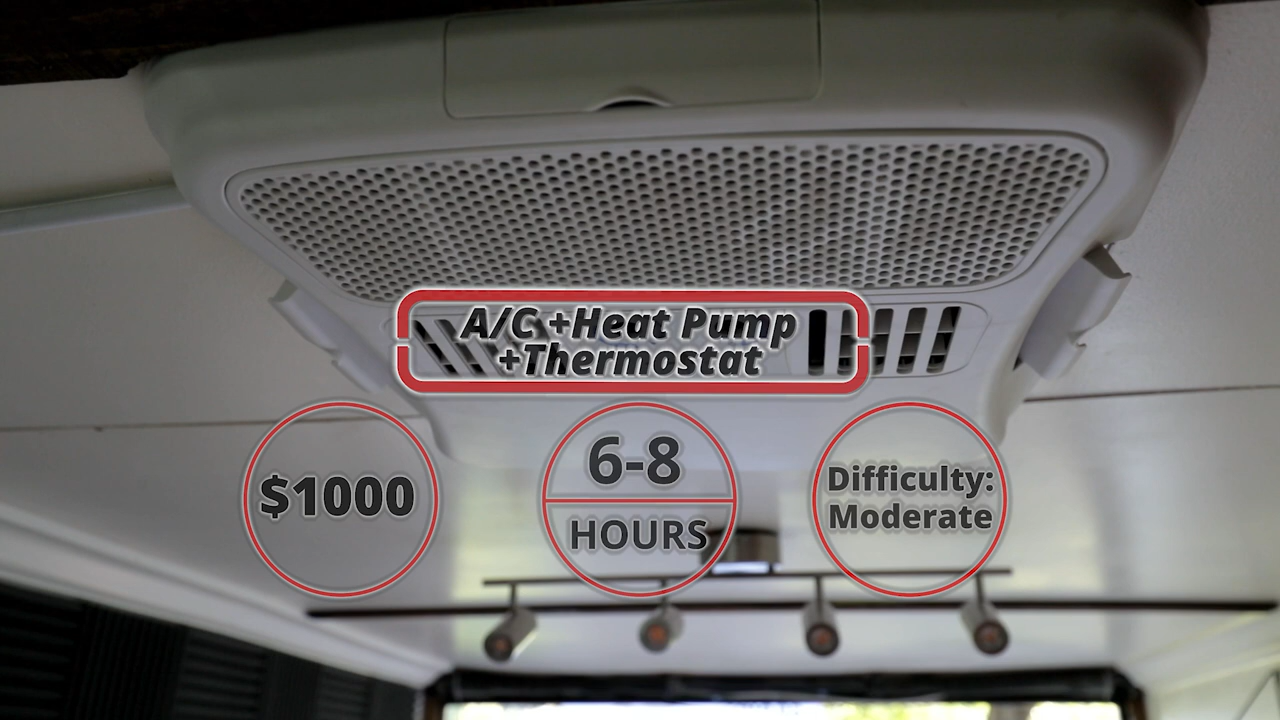 A/C +Heat Pump
+Thermostat
$1000
6-8
HOURS
Difficulty:
Moderate